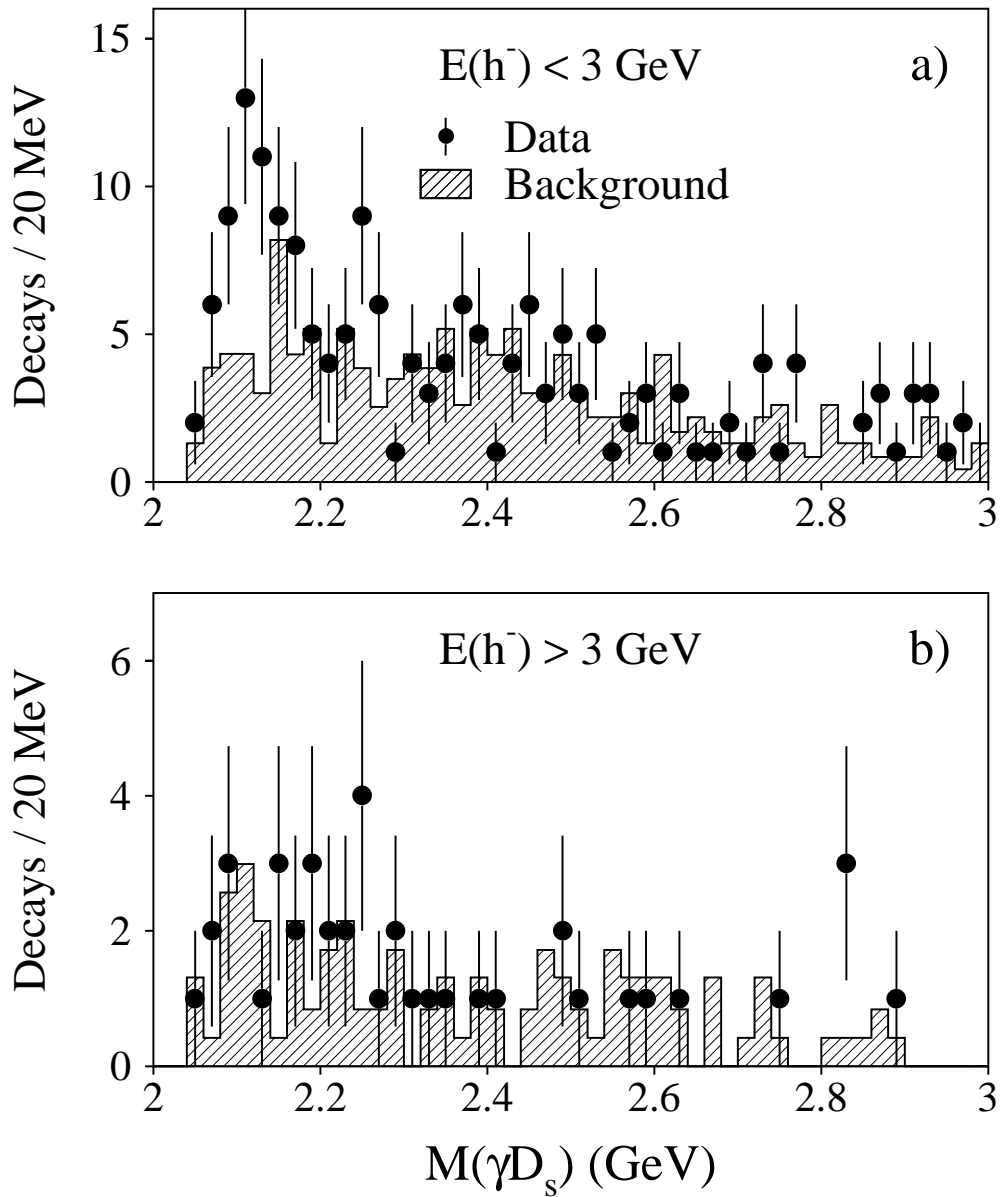 15
10
5
0
Decays / 20 MeV
E(h⁻) < 3 GeV
a)
Data
Background
2
2.2
2.4
2.6
2.8
3
6
4
2
0
Decays / 20 MeV
E(h⁻) > 3 GeV
b)
2
2.2
2.4
2.6
2.8
3
M(γDₛ) (GeV)